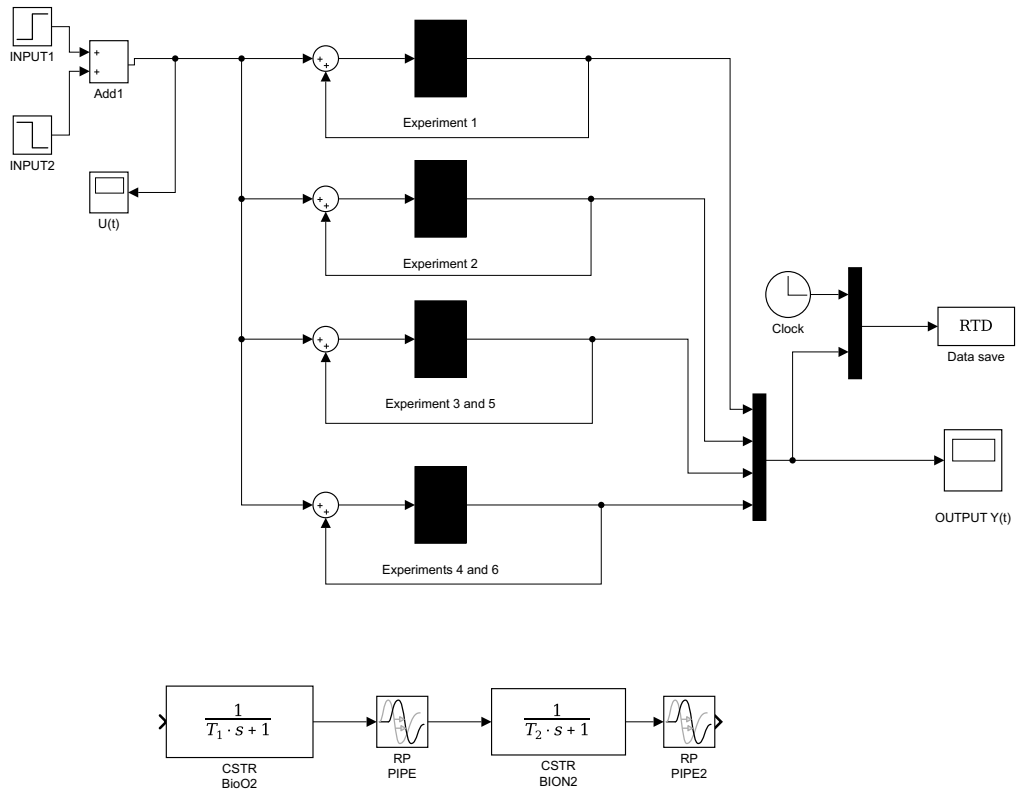 INPUT1
+
+
Add1
INPUT2
U(t)
+
+
Experiment 1
+
+
Experiment 2
+
+
Experiment 3 and 5
+
+
Experiments 4 and 6
Clock
RTD
Data save
OUTPUT Y(t)
1
T₁ · s + 1
CSTR
BioO2
RP
PIPE
1
T₂ · s + 1
CSTR
BION2
RP
PIPE2